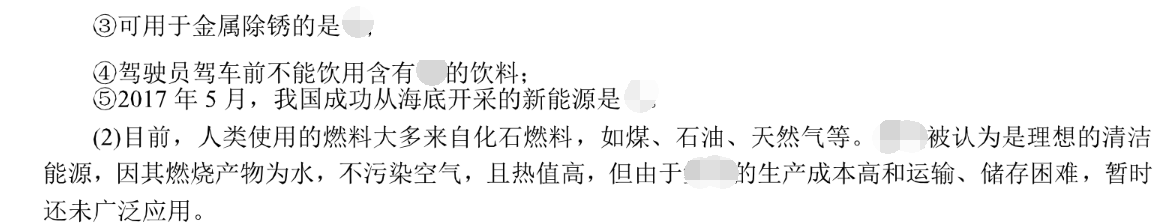 ③可用于金属除锈的是
④驾驶员驾车前不能饮用含有的饮料；
⑤2017 年 5 月，我国成功从海底开采的新能源是。
(2)目前，人类使用的燃料大多来自化石燃料，如煤、石油、天然气等。被认为是理想的清洁
能源，因其燃烧产物为水，不污染空气，且热值高，但由于的生产成本高和运输、储存困难，暂时
还未广泛应用。